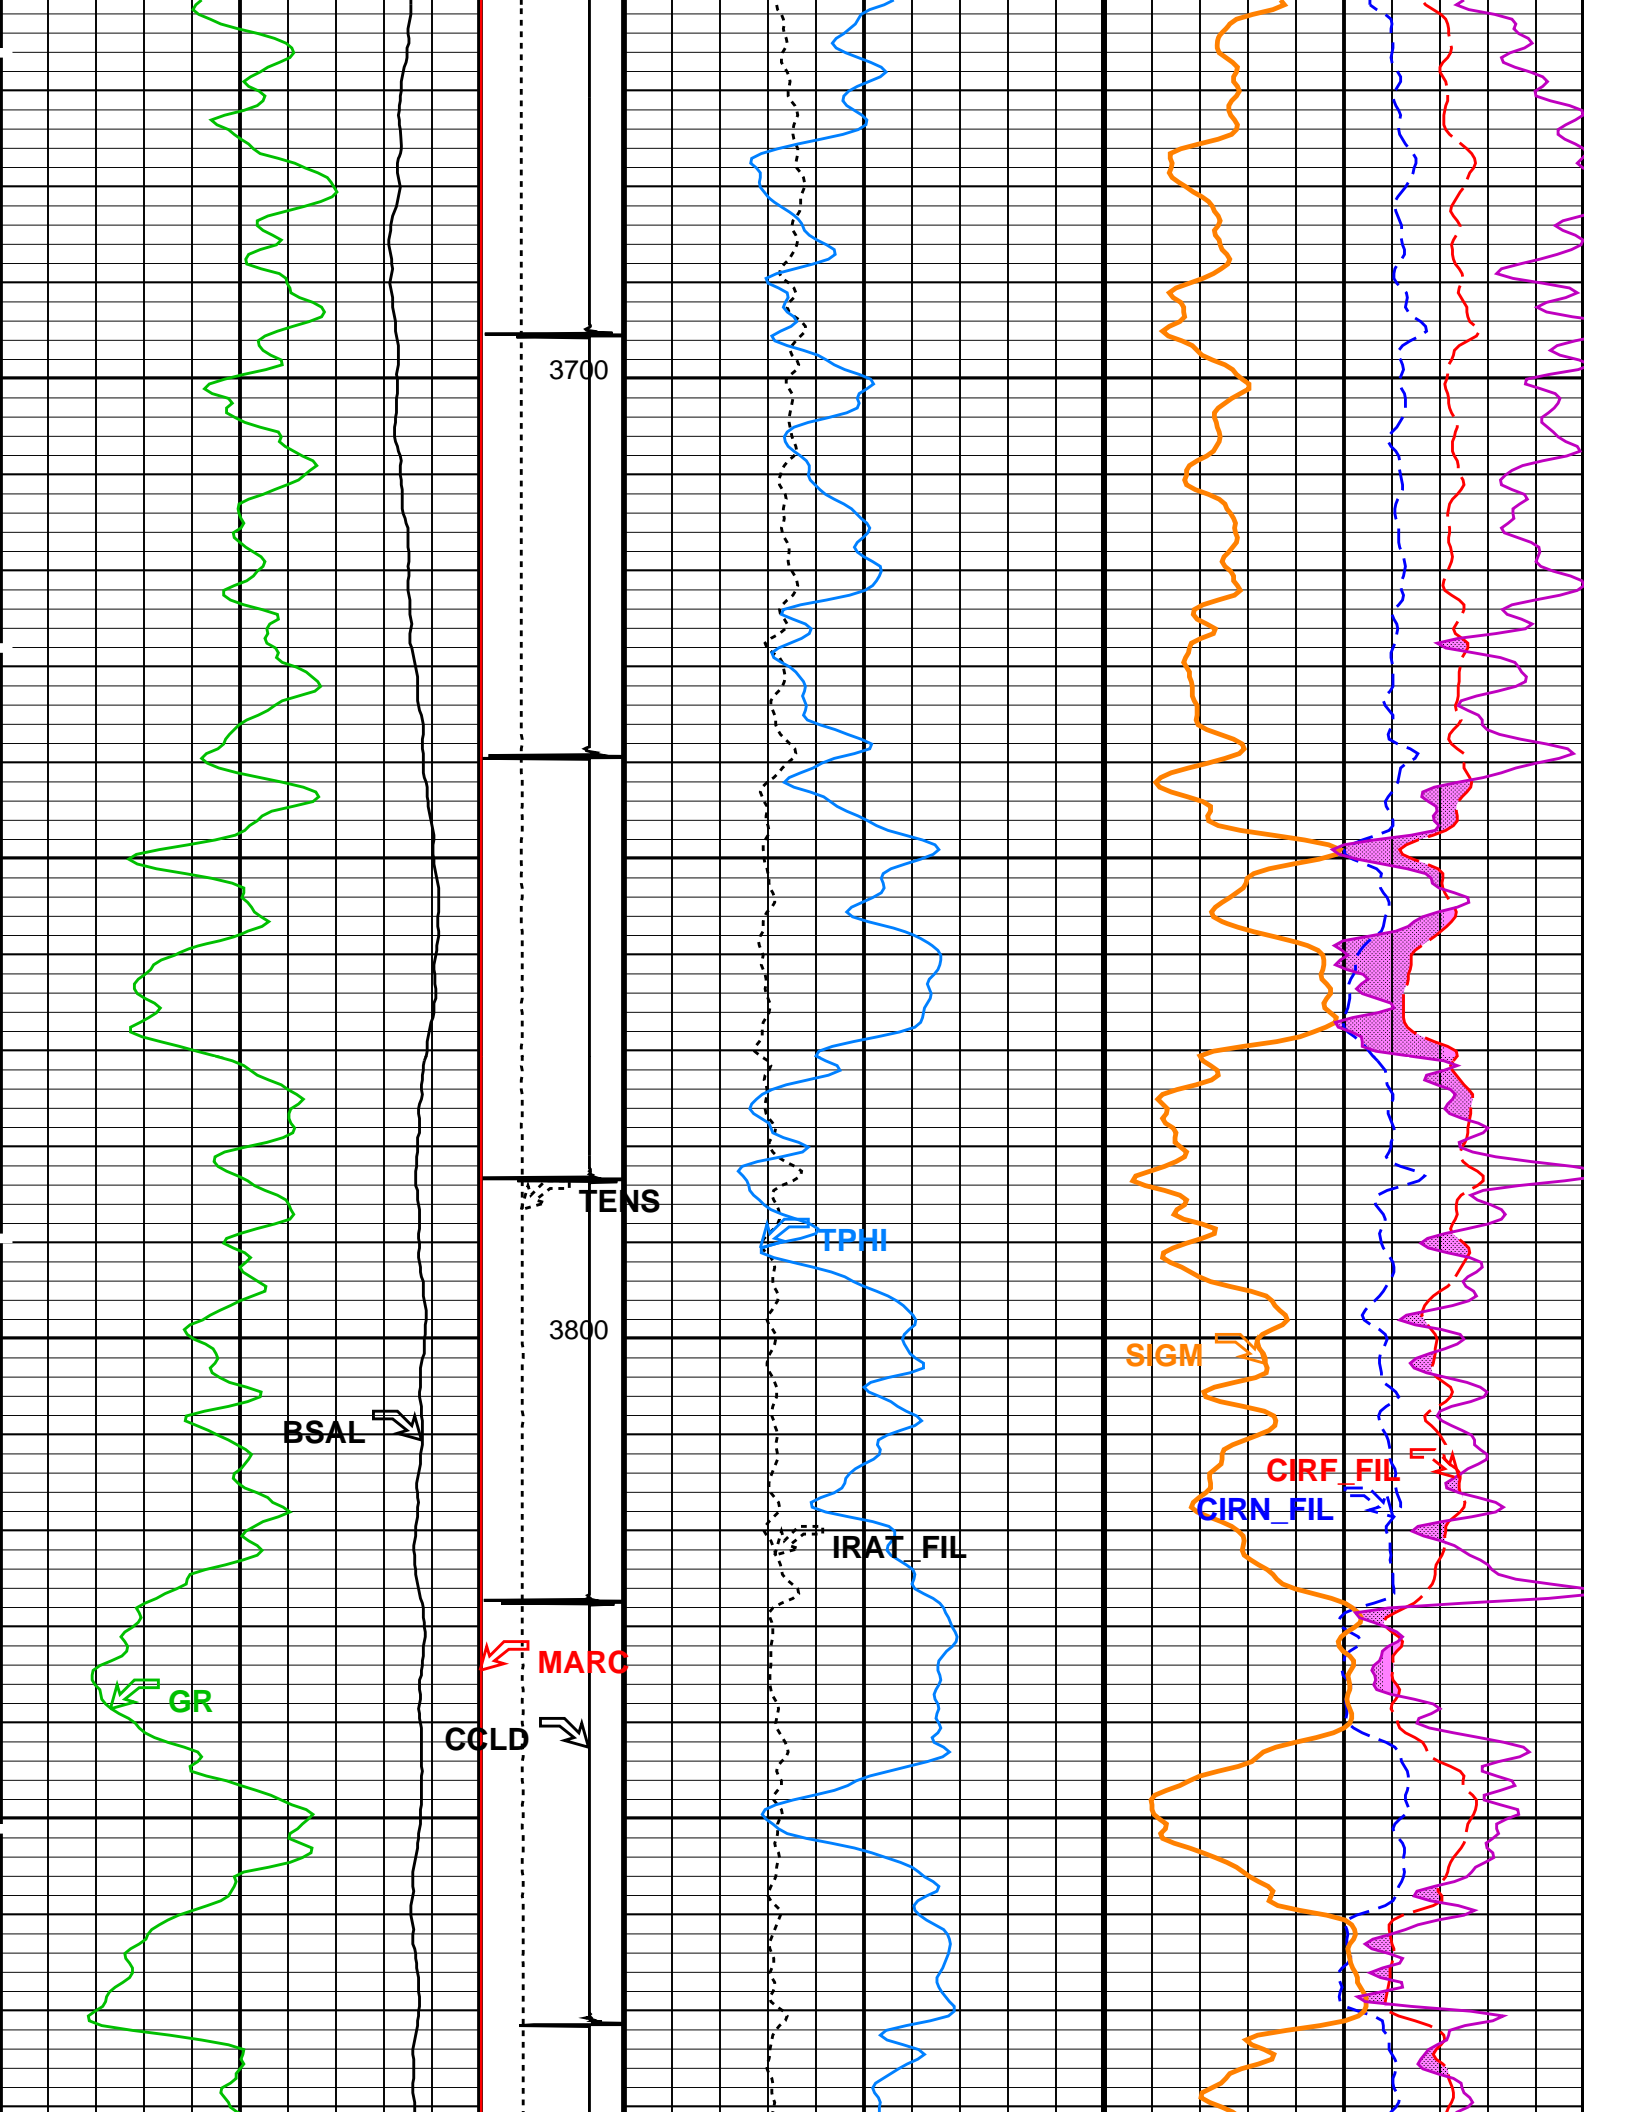 3700
TENS
TPHI
3800
SIGM
BSAL
CIRF_FIL
CIRN_FIL
IRAT_FIL
MARC
GR
CCLD